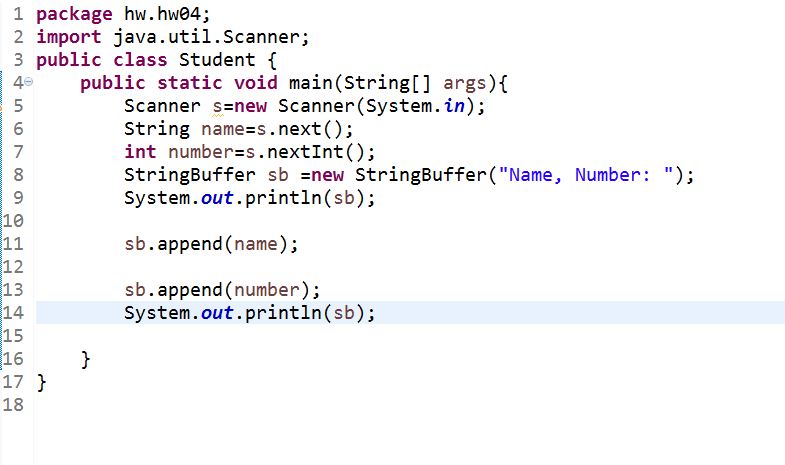 1 package hw.hw04;
2 import java.util.Scanner;
3 public class Student {
4     public static void main(String[] args){
5         Scanner s=new Scanner(System.in);
6         String name=s.next();
7         int number=s.nextInt();
8         StringBuffer sb =new StringBuffer("Name, Number: ");
9         System.out.println(sb);
10
11         sb.append(name);
12
13         sb.append(number);
14         System.out.println(sb);
15
16     }
17 }
18